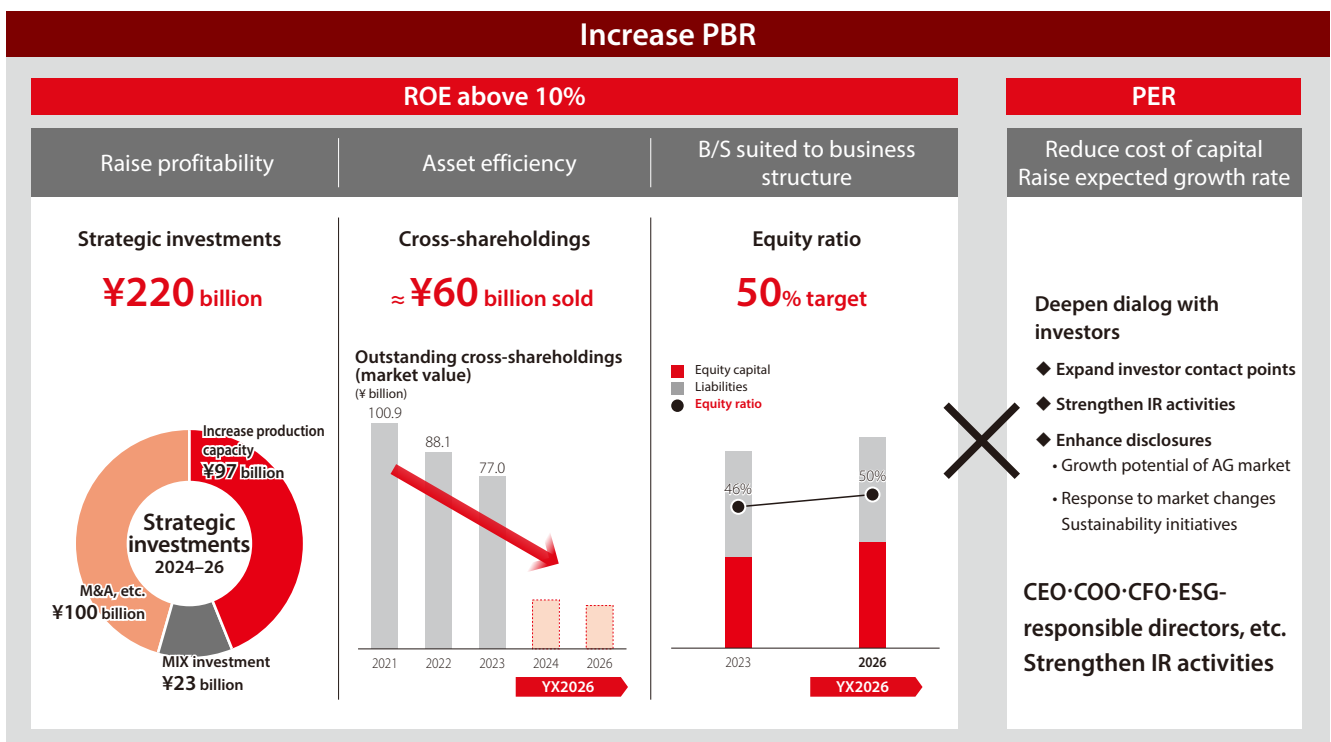 Increase PBR
ROE above 10%
Raise profitability
Strategic investments
¥220 billion
Increase production
capacity
¥97 billion
Strategic
investments
2024–26
M&A, etc.
¥100 billion
MIX investment
¥23 billion
Asset efficiency
Cross-shareholdings
≈ ¥60 billion sold
Outstanding cross-shareholdings
(market value)
(¥ billion)
100.9
88.1
77.0
2021 2022 2023 2024 2026
YX2026
B/S suited to business
structure
Equity ratio
50% target
Equity capital
Liabilities
Equity ratio
46%
50%
2023 2026
YX2026
PER
Reduce cost of capital
Raise expected growth rate
Deepen dialog with
investors
◆ Expand investor contact points
◆ Strengthen IR activities
◆ Enhance disclosures
• Growth potential of AG market
• Response to market changes
Sustainability initiatives
CEO·COO·CFO·ESG-
responsible directors, etc.
Strengthen IR activities